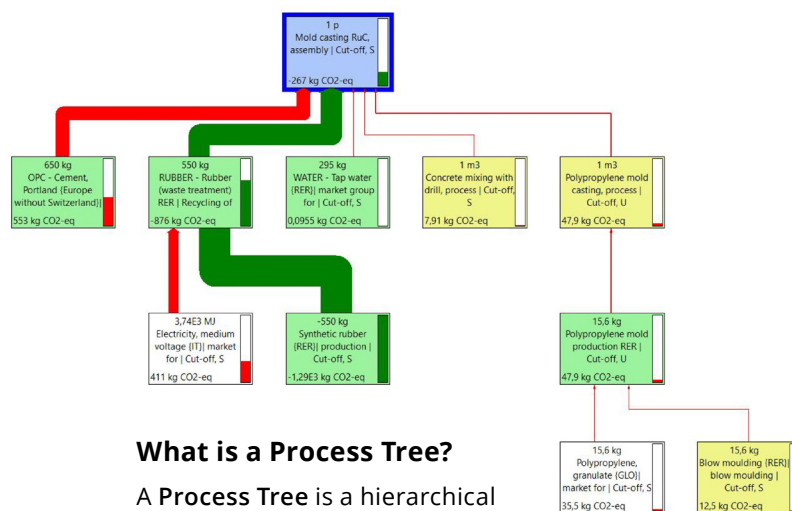 1 p
Mold casting RuC,
assembly | Cut-off, S
-267 kg CO2-eq
650 kg
OPC - Cement,
Portland {Europe
without Switzerland}|
553 kg CO2-eq
550 kg
RUBBER - Rubber
(waste treatment)
RER | Recycling of
-876 kg CO2-eq
295 kg
WATER - Tap water
{RER}| market group
for | Cut-off, S
0,0955 kg CO2-eq
1 m3
Concrete mixing with
drill, process | Cut-off,
S
7,91 kg CO2-eq
1 m3
Polypropylene mold
casting, process |
Cut-off, U
47,9 kg CO2-eq
3,74E3 MJ
Electricity, medium
voltage {IT}| market
for | Cut-off, S
411 kg CO2-eq
-550 kg
Synthetic rubber
{RER}| production |
Cut-off, S
-1,29E3 kg CO2-eq
15,6 kg
Polypropylene mold
production RER |
Cut-off, U
47,9 kg CO2-eq
15,6 kg
Polypropylene,
granulate {GLO}|
market for | Cut-off, S
35,5 kg CO2-eq
15,6 kg
Blow moulding {RER}|
blow moulding |
Cut-off, S
12,5 kg CO2-eq
What is a Process Tree?
A Process Tree is a hierarchical